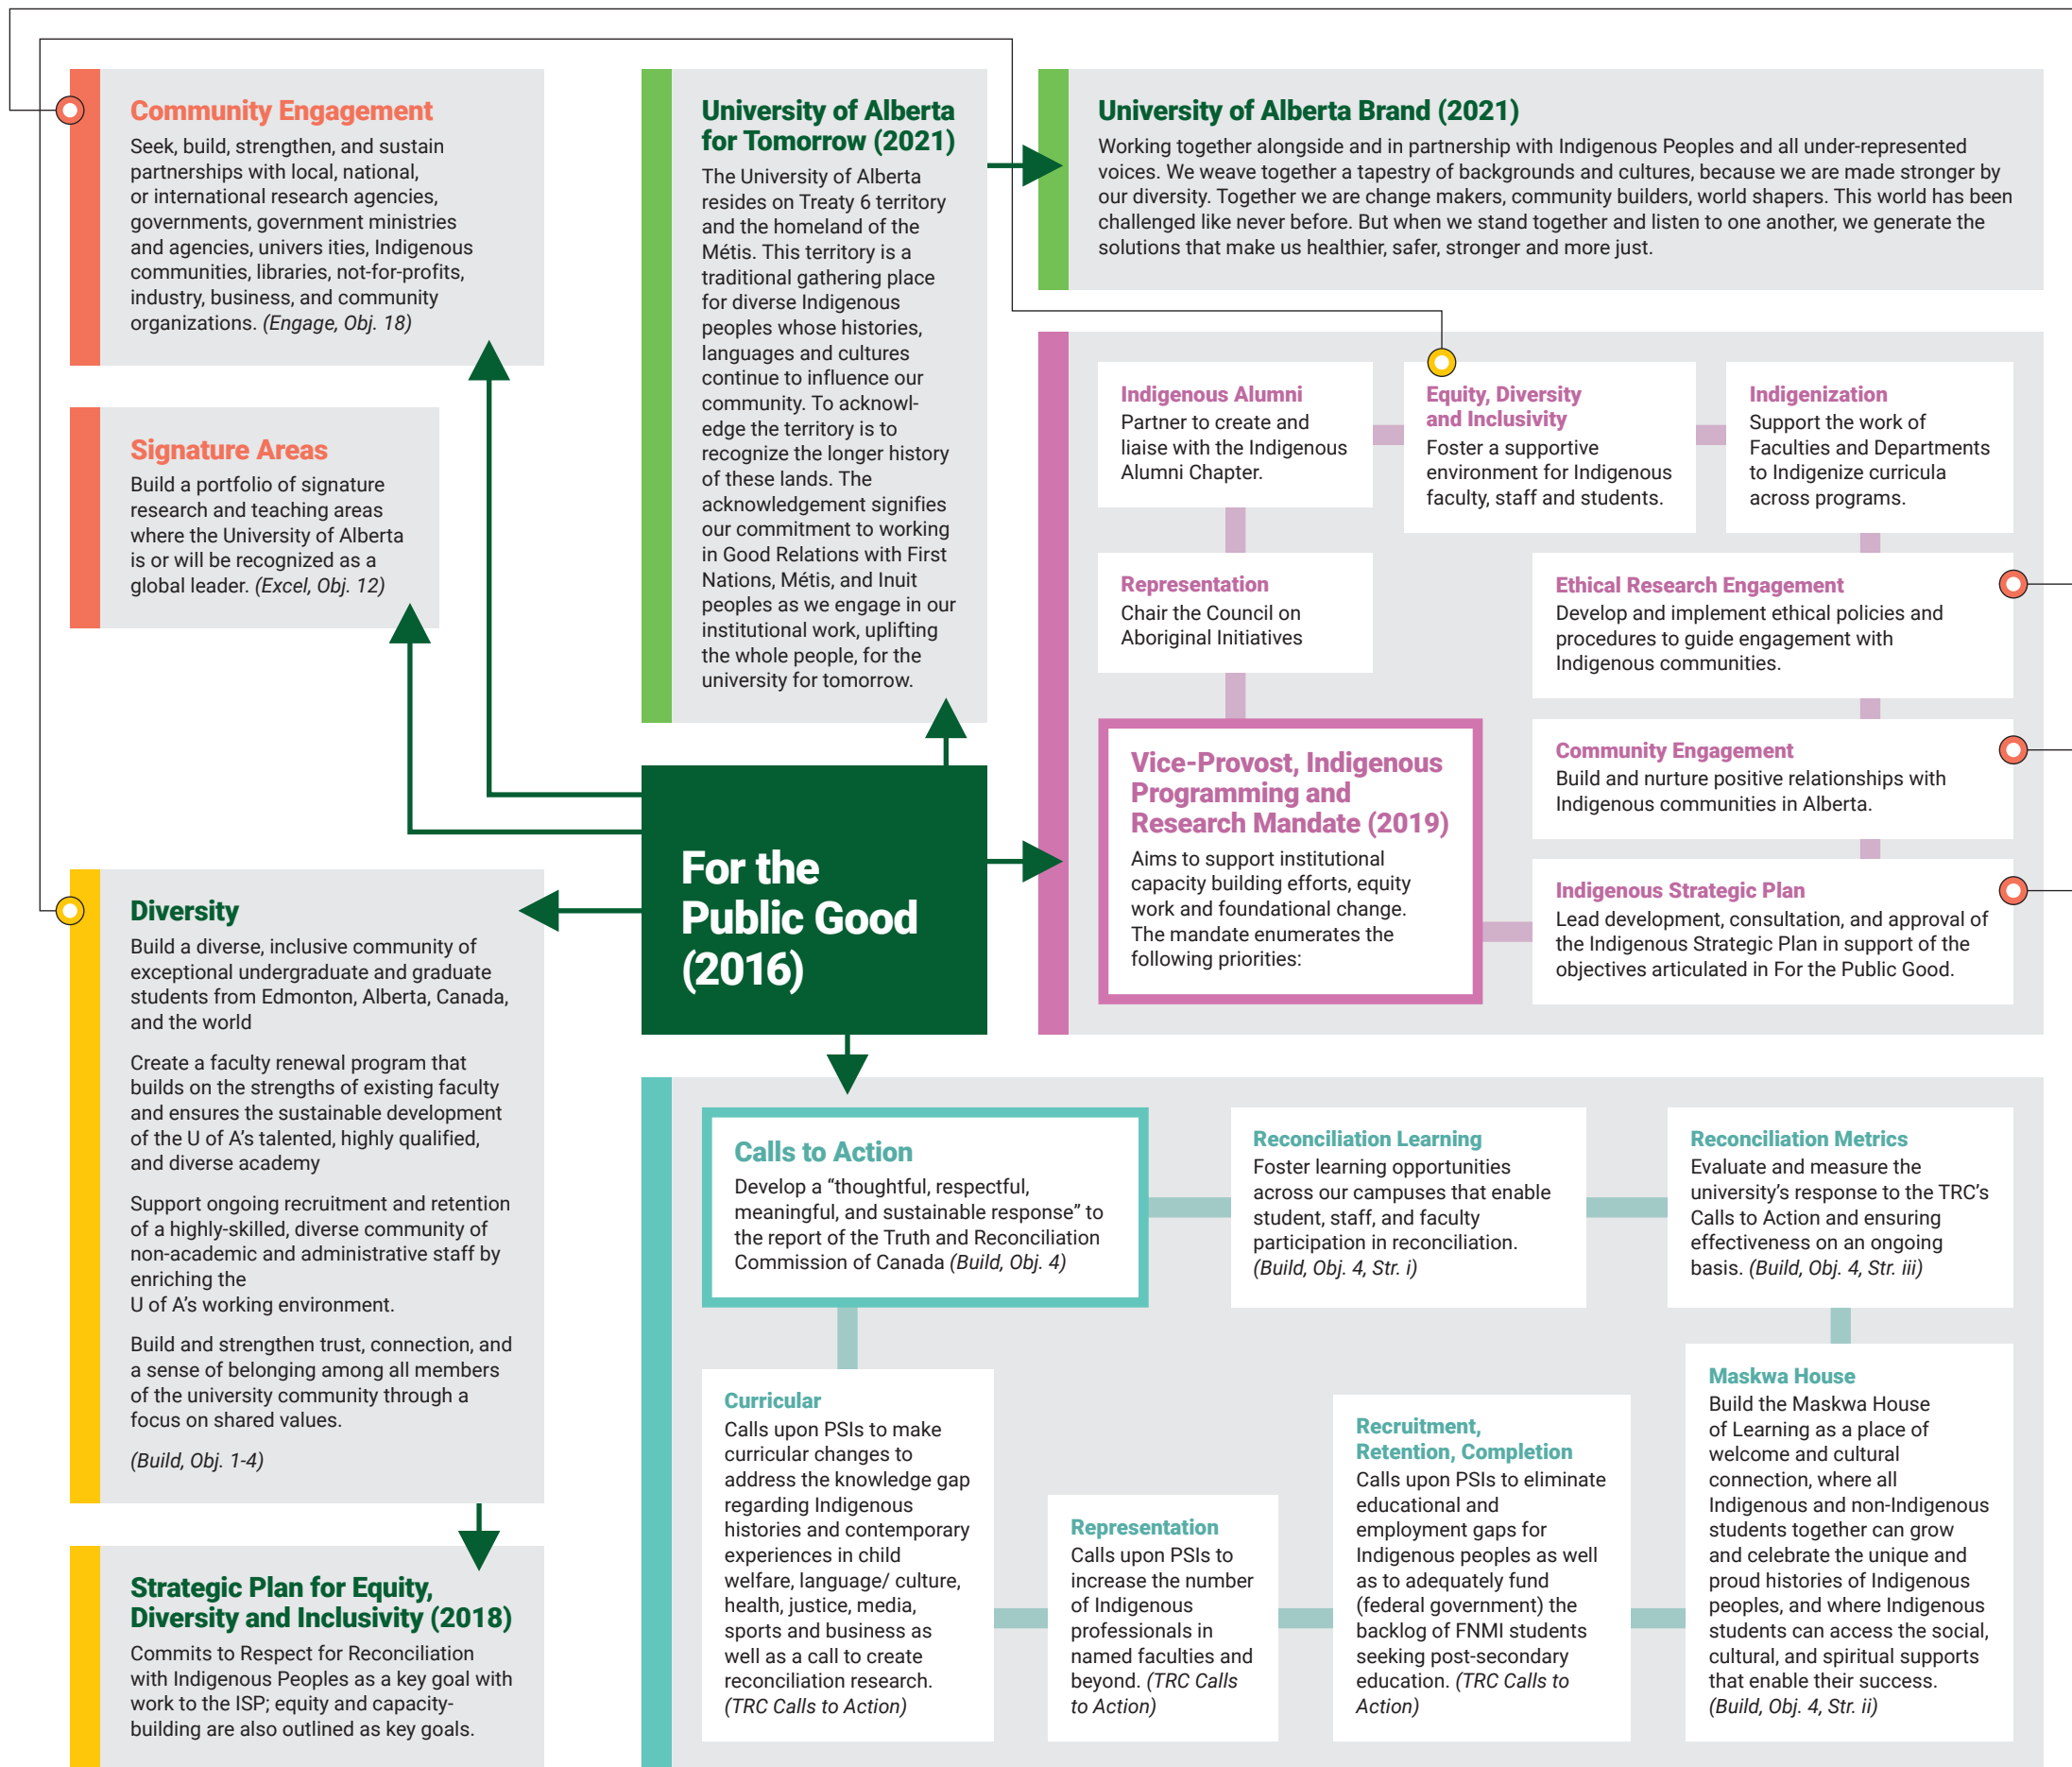 Community Engagement
Seek, build, strengthen, and sustain
partnerships with local, national,
or international research agencies,
governments, government ministries
and agencies, univers ities, Indigenous
communities, libraries, not-for-profits,
industry, business, and community
organizations. (Engage, Obj. 18)
Signature Areas
Build a portfolio of signature
research and teaching areas
where the University of Alberta
is or will be recognized as a
global leader. (Excel, Obj. 12)
Diversity
Build a diverse, inclusive community of
exceptional undergraduate and graduate
students from Edmonton, Alberta, Canada,
and the world
Create a faculty renewal program that
builds on the strengths of existing faculty
and ensures the sustainable development
of the U of A’s talented, highly qualified,
and diverse academy
Support ongoing recruitment and retention
of a highly-skilled, diverse community of
non-academic and administrative staff by
enriching the
U of A’s working environment.
Build and strengthen trust, connection, and
a sense of belonging among all members
of the university community through a
focus on shared values.
(Build, Obj. 1-4)
Strategic Plan for Equity,
Diversity and Inclusivity (2018)
Commits to Respect for Reconciliation
with Indigenous Peoples as a key goal with
work to the ISP; equity and capacity-
building are also outlined as key goals.
University of Alberta
for Tomorrow (2021)
The University of Alberta
resides on Treaty 6 territory
and the homeland of the
Métis. This territory is a
traditional gathering place
for diverse Indigenous
peoples whose histories,
languages and cultures
continue to influence our
community. To acknowl-
edge the territory is to
recognize the longer history
of these lands. The
acknowledgement signifies
our commitment to working
in Good Relations with First
Nations, Métis, and Inuit
peoples as we engage in our
institutional work, uplifting
the whole people, for the
university for tomorrow.
For the
Public Good
(2016)
University of Alberta Brand (2021)
Working together alongside and in partnership with Indigenous Peoples and all under-represented
voices. We weave together a tapestry of backgrounds and cultures, because we are made stronger by
our diversity. Together we are change makers, community builders, world shapers. This world has been
challenged like never before. But when we stand together and listen to one another, we generate the
solutions that make us healthier, safer, stronger and more just.
Indigenous Alumni
Partner to create and
liaise with the Indigenous
Alumni Chapter.
Equity, Diversity
and Inclusivity
Foster a supportive
environment for Indigenous
faculty, staff and students.
Indigenization
Support the work of
Faculties and Departments
to Indigenize curricula
across programs.
Representation
Chair the Council on
Aboriginal Initiatives
Ethical Research Engagement
Develop and implement ethical policies and
procedures to guide engagement with
Indigenous communities.
Vice-Provost, Indigenous
Programming and
Research Mandate (2019)
Aims to support institutional
capacity building efforts, equity
work and foundational change.
The mandate enumerates the
following priorities:
Community Engagement
Build and nurture positive relationships with
Indigenous communities in Alberta.
Indigenous Strategic Plan
Lead development, consultation, and approval of
the Indigenous Strategic Plan in support of the
objectives articulated in For the Public Good.
Calls to Action
Develop a “thoughtful, respectful,
meaningful, and sustainable response” to
the report of the Truth and Reconciliation
Commission of Canada (Build, Obj. 4)
Reconciliation Learning
Foster learning opportunities
across our campuses that enable
student, staff, and faculty
participation in reconciliation.
(Build, Obj. 4, Str. i)
Reconciliation Metrics
Evaluate and measure the
university’s response to the TRC’s
Calls to Action and ensuring
effectiveness on an ongoing
basis. (Build, Obj. 4, Str. iii)
Curricular
Calls upon PSIs to make
curricular changes to
address the knowledge gap
regarding Indigenous
histories and contemporary
experiences in child
welfare, language/ culture,
health, justice, media,
sports and business as
well as a call to create
reconciliation research.
(TRC Calls to Action)
Representation
Calls upon PSIs to
increase the number
of Indigenous
professionals in
named faculties and
beyond. (TRC Calls
to Action)
Recruitment,
Retention, Completion
Calls upon PSIs to eliminate
educational and
employment gaps for
Indigenous peoples as well
as to adequately fund
(federal government) the
backlog of FNMI students
seeking post-secondary
education. (TRC Calls to
Action)
Maskwa House
Build the Maskwa House
of Learning as a place of
welcome and cultural
connection, where all
Indigenous and non-Indigenous
students together can grow
and celebrate the unique and
proud histories of Indigenous
peoples, and where Indigenous
students can access the social,
cultural, and spiritual supports
that enable their success.
(Build, Obj. 4, Str. ii)